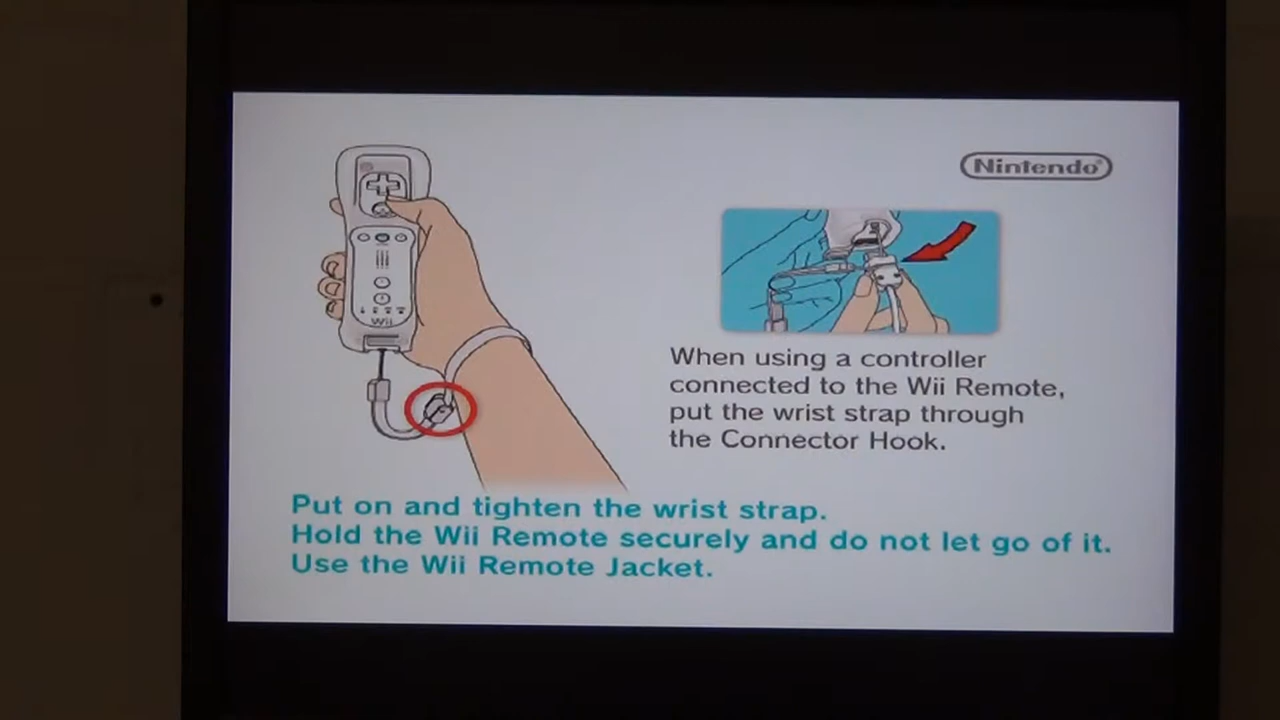 Nintendo®
Wii
When using a controller
connected to the Wii Remote,
put the wrist strap through
the Connector Hook.
Put on and tighten the wrist strap.
Hold the Wii Remote securely and do not let go of it.
Use the Wii Remote Jacket.